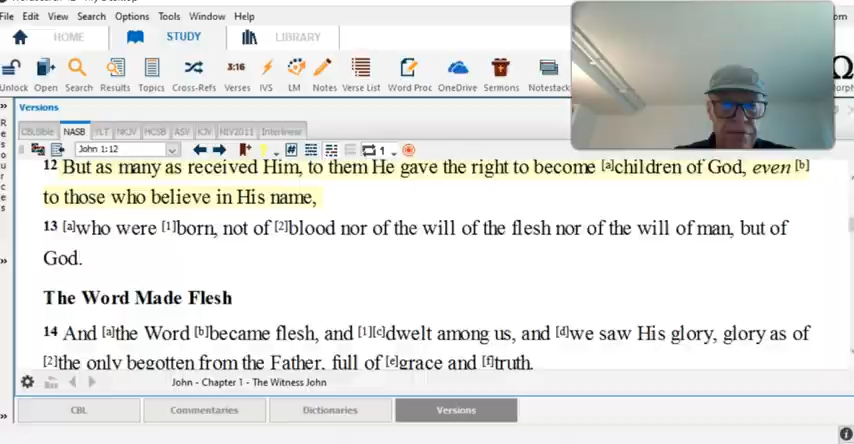 File Edit View Search Options Tools Window Help
HOME STUDY LIBRARY
3:16
Unlock Open Search Results Topics Cross-Refs Verses IVS LM Notes Verse List Word Proc OneDrive Sermons Notestack
» Versions
CBLBible NASB YLT NKJV HCSB ASV KJV NIV2011 Interlinear
John 1:12 # 1
12 But as many as received Him, to them He gave the right to become [a]children of God, even [b]
to those who believe in His name,
13 [a]who were [1]born, not of [2]blood nor of the will of the flesh nor of the will of man, but of
God.
The Word Made Flesh
14 And [a]the Word [b]became flesh, and [1][c]dwelt among us, and [d]we saw His glory, glory as of
[2]the only begotten from the Father, full of [e]grace and [f]truth.
John - Chapter 1 - The Witness John
CBL Commentaries Dictionaries Versions
Resources